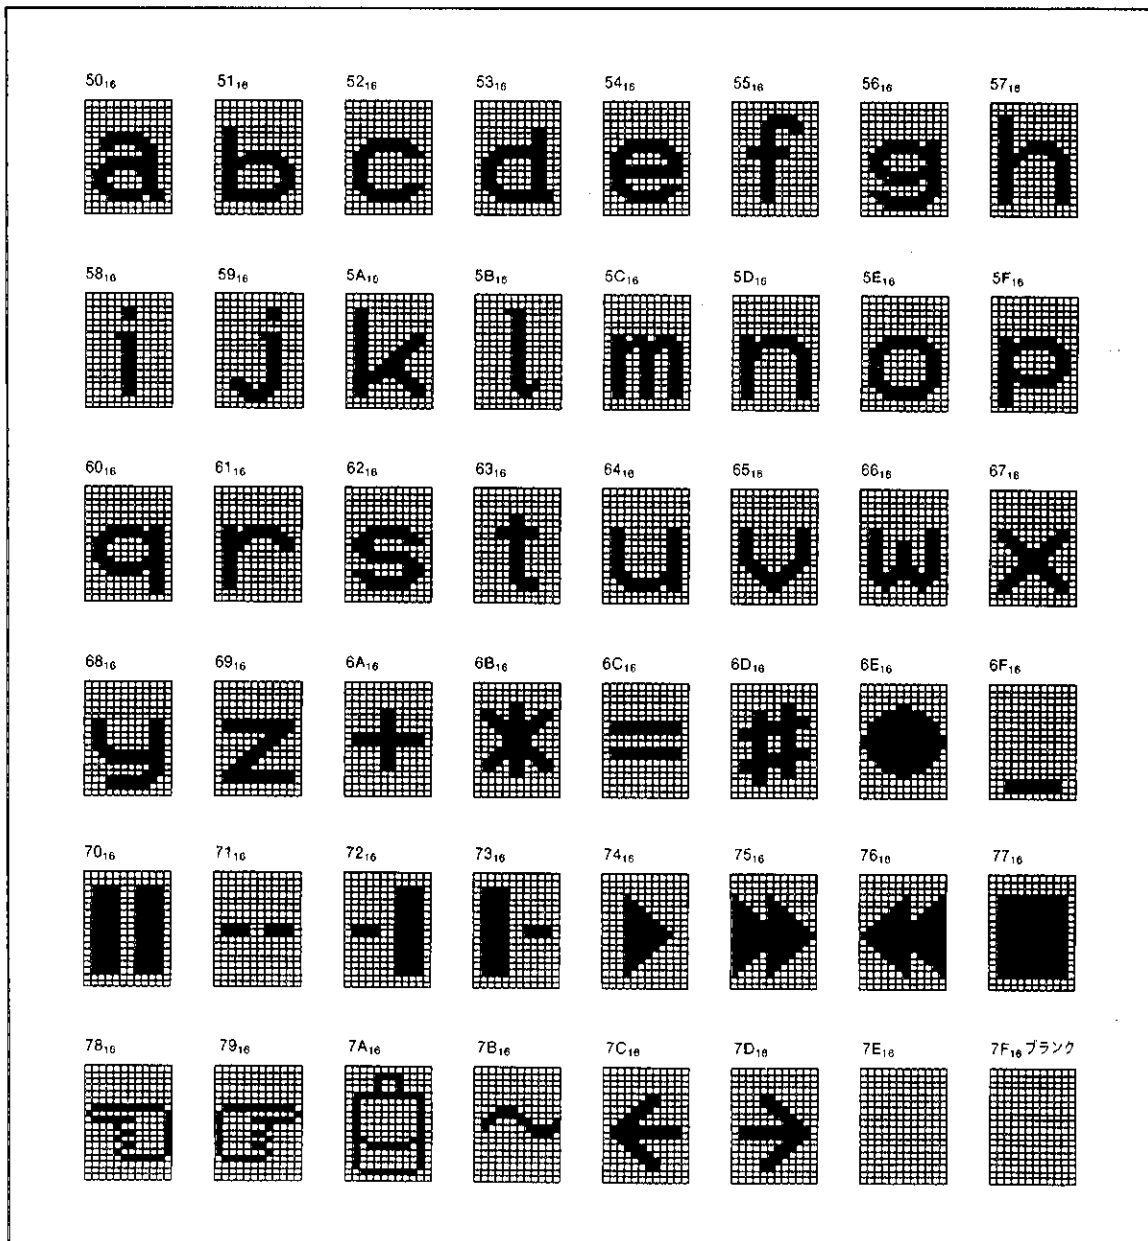 50₁₆ 51₁₆ 52₁₆ 53₁₆ 54₁₆ 55₁₆ 56₁₆ 57₁₆
a b c d e f g h
58₁₆ 59₁₆ 5A₁₆ 5B₁₆ 5C₁₆ 5D₁₆ 5E₁₆ 5F₁₆
i j k l m n o p
60₁₆ 61₁₆ 62₁₆ 63₁₆ 64₁₆ 65₁₆ 66₁₆ 67₁₆
q r s t u v w x
68₁₆ 69₁₆ 6A₁₆ 6B₁₆ 6C₁₆ 6D₁₆ 6E₁₆ 6F₁₆
y z + * = # ● _
70₁₆ 71₁₆ 72₁₆ 73₁₆ 74₁₆ 75₁₆ 76₁₆ 77₁₆
78₁₆ 79₁₆ 7A₁₆ 7B₁₆ 7C₁₆ 7D₁₆ 7E₁₆ 7F₁₆ ブランク
~ ← →